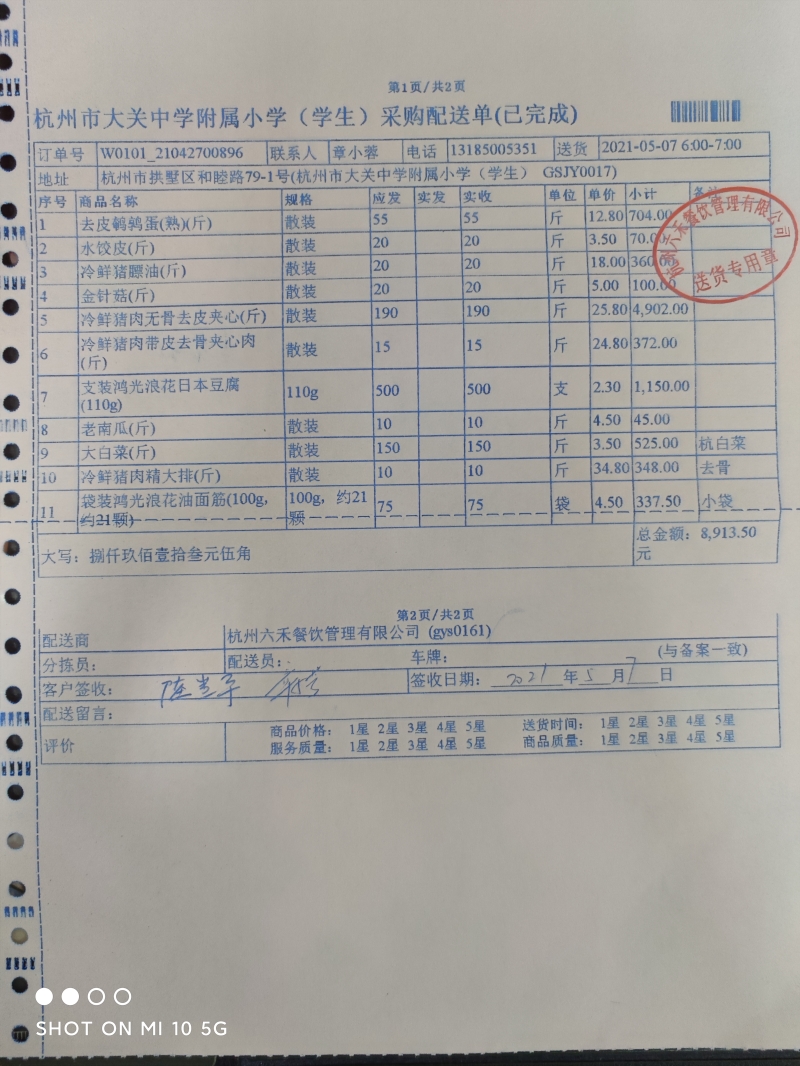 第1页/共2页
杭州市大关中学附属小学（学生）采购配送单(已完成)
订单号 W0101_21042700896 联系人 章小蓉 电话 13185005351 送货 2021-05-07 6:00-7:00
地址 杭州市拱墅区和睦路79-1号(杭州市大关中学附属小学（学生） GSJY0017)
序号 商品名称 规格 应发 实发 实收 单位 单价 小计 备注
1 去皮鹌鹑蛋(熟)(斤) 散装 55 55 斤 12.80 704.00
2 水饺皮(斤) 散装 20 20 斤 3.50 70.00
3 冷鲜猪腰油(斤) 散装 20 20 斤 18.00 360.00
4 金针菇(斤) 散装 20 20 斤 5.00 100.00
5 冷鲜猪肉无骨去皮夹心(斤) 散装 190 190 斤 25.80 4,902.00
6 冷鲜猪肉带皮去骨夹心肉(斤) 散装 15 15 斤 24.80 372.00
7 支装鸿光浪花日本豆腐(110g) 110g 500 500 支 2.30 1,150.00
8 老南瓜(斤) 散装 10 10 斤 4.50 45.00
9 大白菜(斤) 散装 150 150 斤 3.50 525.00 杭白菜
10 冷鲜猪肉精大排(斤) 散装 10 10 斤 34.80 348.00 去骨
11 袋装鸿光浪花油面筋(100g,约21颗) 100g，约21颗 75 75 袋 4.50 337.50 小袋
大写：捌仟玖佰壹拾叁元伍角 总金额：8,913.50元
六禾餐饮管理有限公司
送货专用章
第2页/共2页
配送商 杭州六禾餐饮管理有限公司 (gys0161)
分拣员： 配送员： 车牌： (与备案一致)
客户签收： 签收日期： 2021 年 5 月 7 日
配送留言：
评价 商品价格： 1星 2星 3星 4星 5星 送货时间： 1星 2星 3星 4星 5星
服务质量： 1星 2星 3星 4星 5星 商品质量： 1星 2星 3星 4星 5星
SHOT ON MI 10 5G